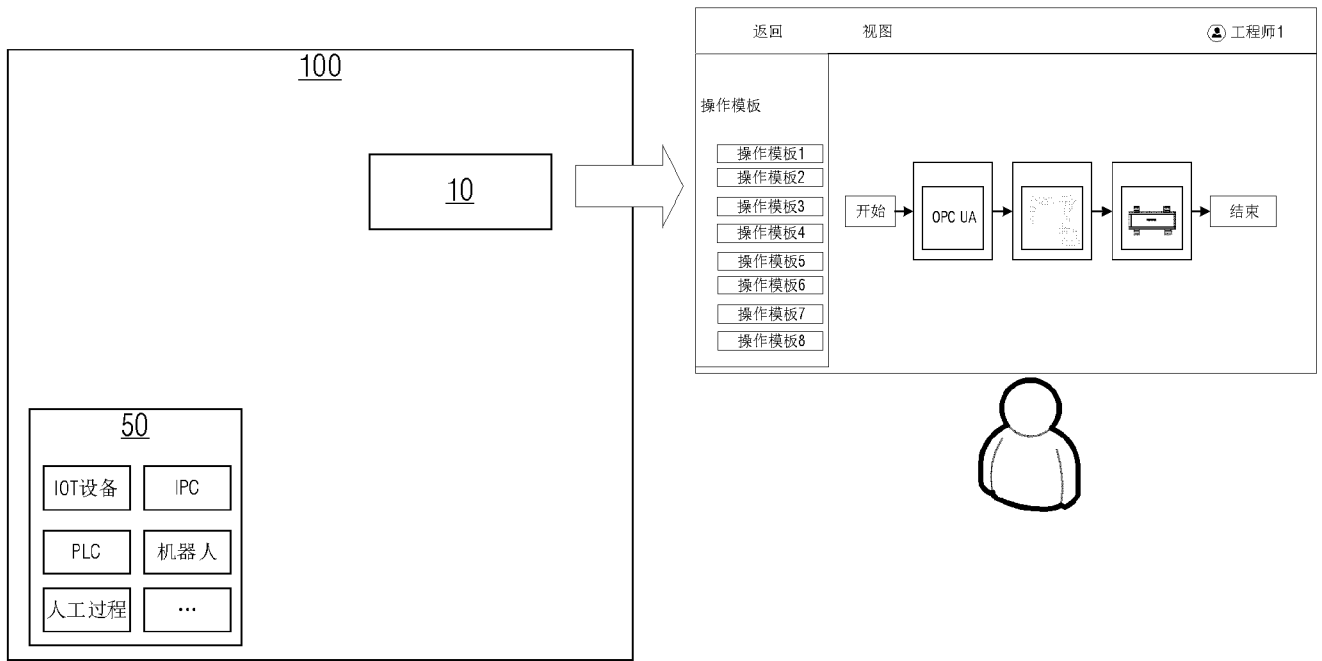 100
10
50
IOT设备
IPC
PLC
机器人
人工过程
…
返回
视图
工程师1
操作模板
操作模板1
操作模板2
操作模板3
操作模板4
操作模板5
操作模板6
操作模板7
操作模板8
开始
OPC UA
结束